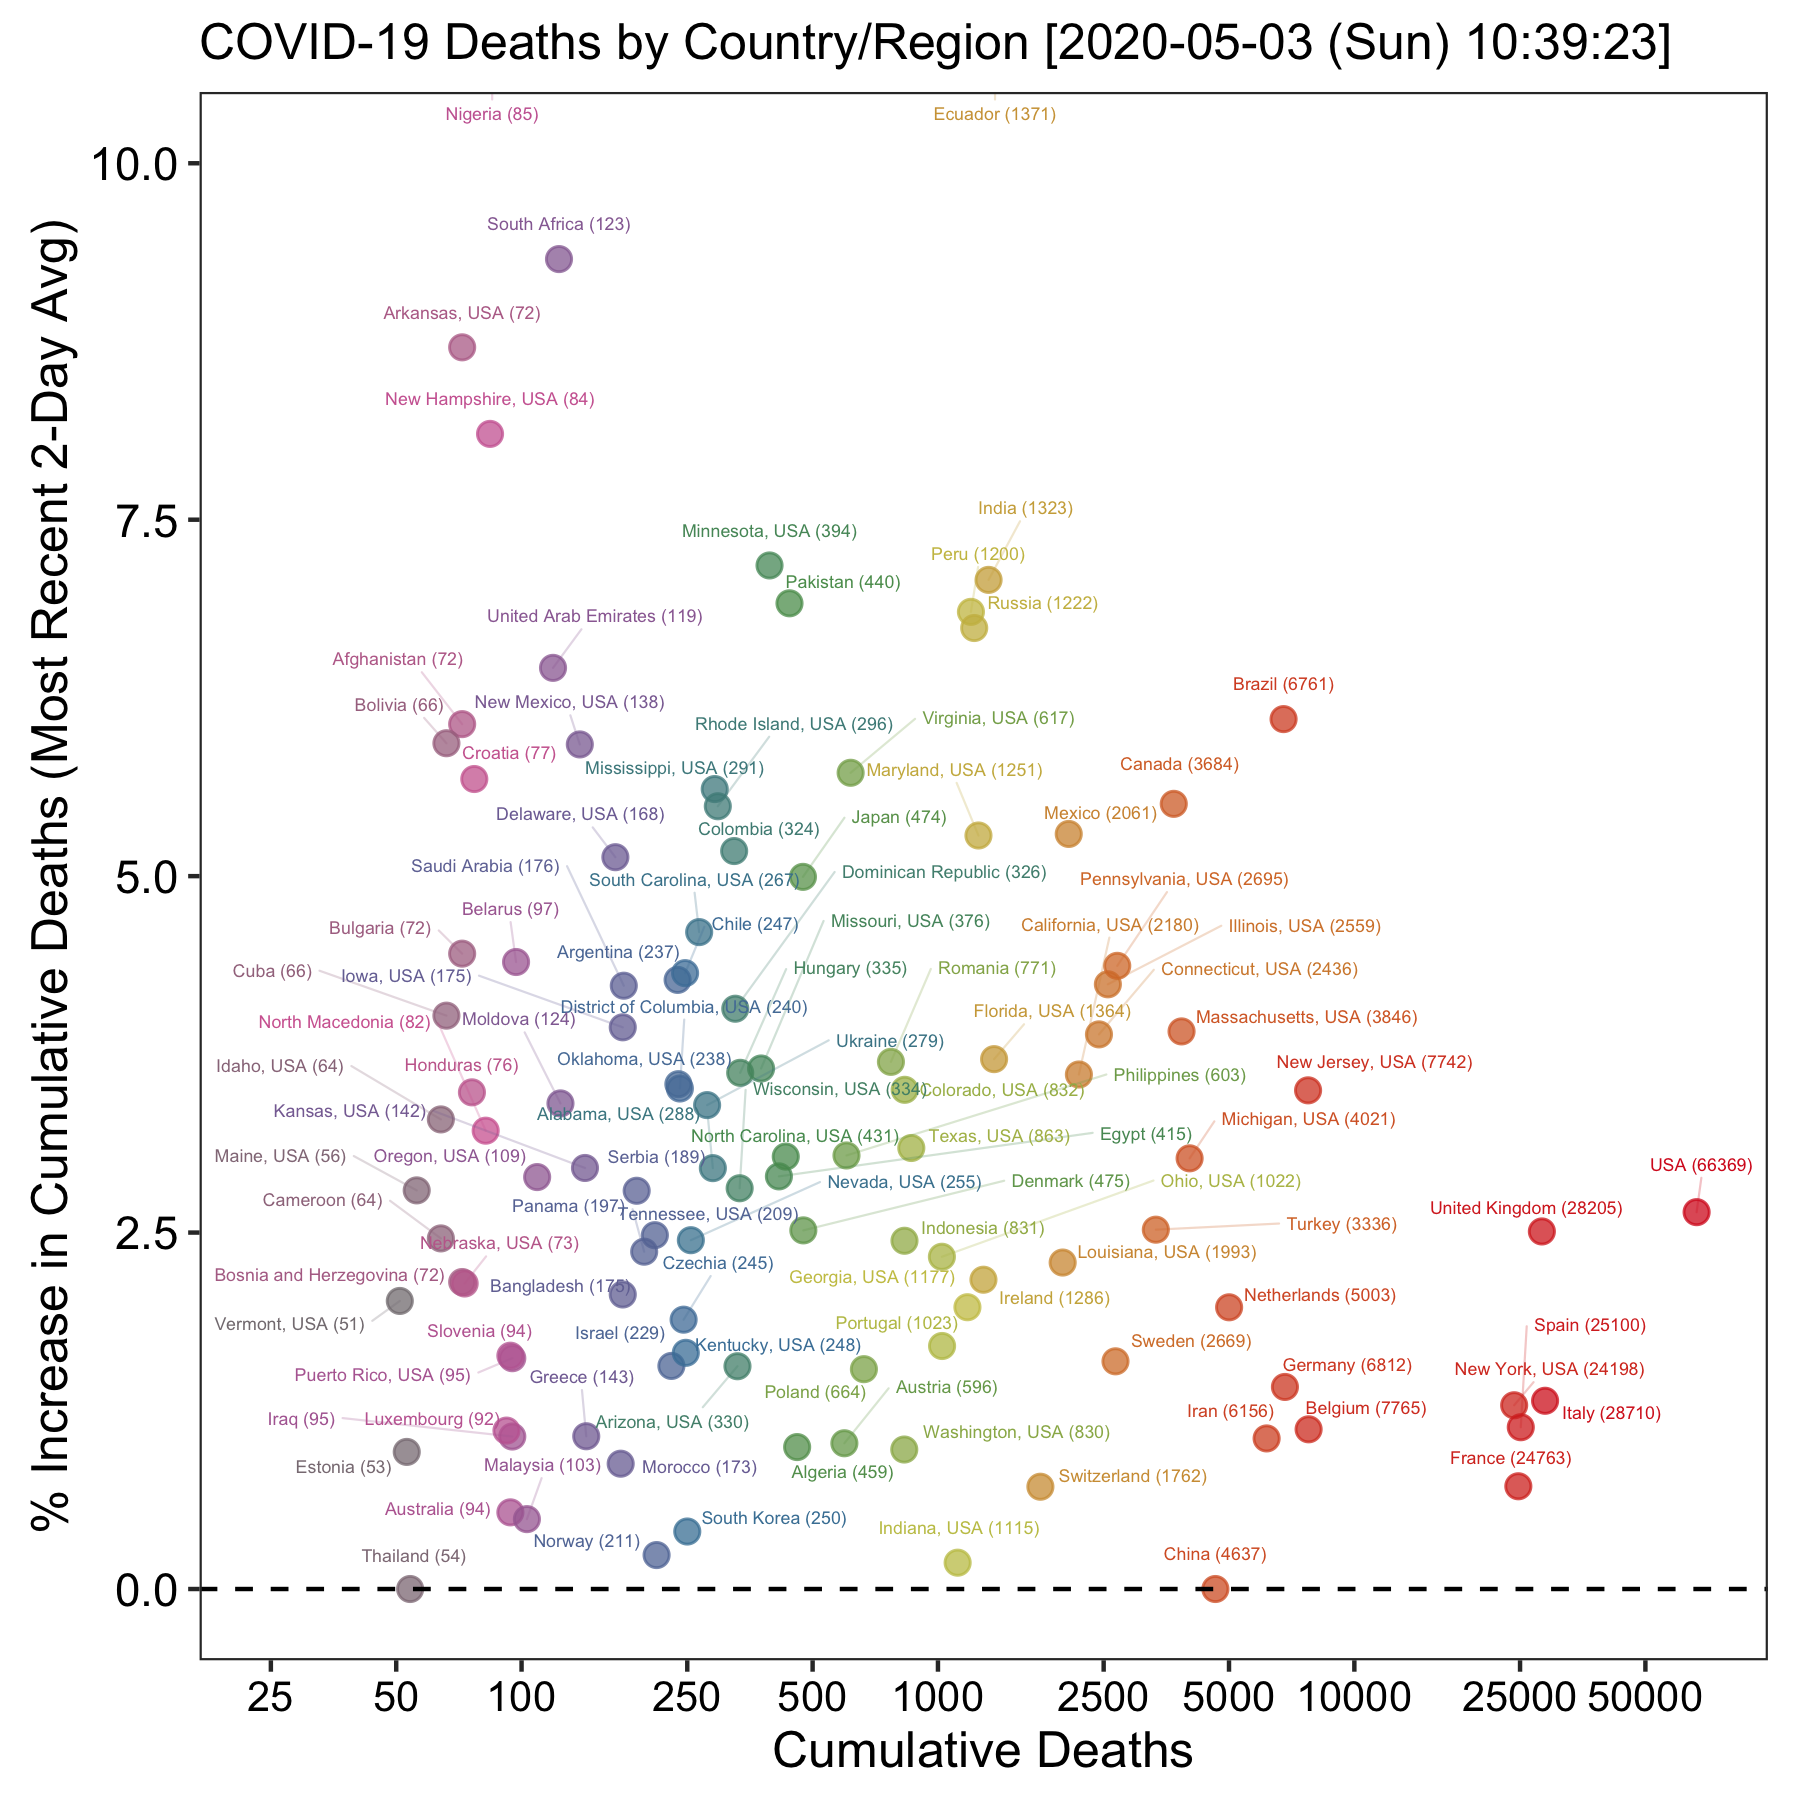 COVID-19 Deaths by Country/Region [2020-05-03 (Sun) 10:39:23]
% Increase in Cumulative Deaths (Most Recent 2-Day Avg)
10.0
7.5
5.0
2.5
0.0
Nigeria (85)
Ecuador (1371)
South Africa (123)
Arkansas, USA (72)
New Hampshire, USA (84)
India (1323)
Minnesota, USA (394)
Peru (1200)
Pakistan (440)
Russia (1222)
United Arab Emirates (119)
Afghanistan (72)
Brazil (6761)
Bolivia (66)
New Mexico, USA (138)
Rhode Island, USA (296)
Virginia, USA (617)
Croatia (77)
Mississippi, USA (291)
Maryland, USA (1251)
Canada (3684)
Delaware, USA (168)
Colombia (324)
Japan (474)
Mexico (2061)
Saudi Arabia (176)
South Carolina, USA (267)
Dominican Republic (326)
Pennsylvania, USA (2695)
Belarus (97)
Bulgaria (72)
Chile (247)
Missouri, USA (376)
California, USA (2180)
Illinois, USA (2559)
Argentina (237)
Cuba (66)
Iowa, USA (175)
Hungary (335)
Romania (771)
Connecticut, USA (2436)
District of Columbia, USA (240)
Florida, USA (1364)
North Macedonia (82)
Moldova (124)
Massachusetts, USA (3846)
Ukraine (279)
Idaho, USA (64)
Honduras (76)
Oklahoma, USA (238)
New Jersey, USA (7742)
Wisconsin, USA (334)
Colorado, USA (832)
Philippines (603)
Kansas, USA (142)
Alabama, USA (288)
Michigan, USA (4021)
North Carolina, USA (431)
Texas, USA (863)
Egypt (415)
Maine, USA (56)
Oregon, USA (109)
Serbia (189)
USA (66369)
Nevada, USA (255)
Denmark (475)
Ohio, USA (1022)
Cameroon (64)
Panama (197)
Tennessee, USA (209)
United Kingdom (28205)
Nebraska, USA (73)
Indonesia (831)
Turkey (3336)
Czechia (245)
Louisiana, USA (1993)
Bosnia and Herzegovina (72)
Bangladesh (175)
Georgia, USA (1177)
Ireland (1286)
Netherlands (5003)
Vermont, USA (51)
Slovenia (94)
Israel (229)
Kentucky, USA (248)
Portugal (1023)
Sweden (2669)
Spain (25100)
Puerto Rico, USA (95)
Greece (143)
Poland (664)
Austria (596)
Germany (6812)
New York, USA (24198)
Iraq (95)
Luxembourg (92)
Arizona, USA (330)
Washington, USA (830)
Iran (6156)
Belgium (7765)
Italy (28710)
Estonia (53)
Malaysia (103)
Morocco (173)
Algeria (459)
Switzerland (1762)
France (24763)
Australia (94)
Norway (211)
South Korea (250)
Indiana, USA (1115)
Thailand (54)
China (4637)
25 50 100 250 500 1000 2500 5000 10000 25000 50000
Cumulative Deaths